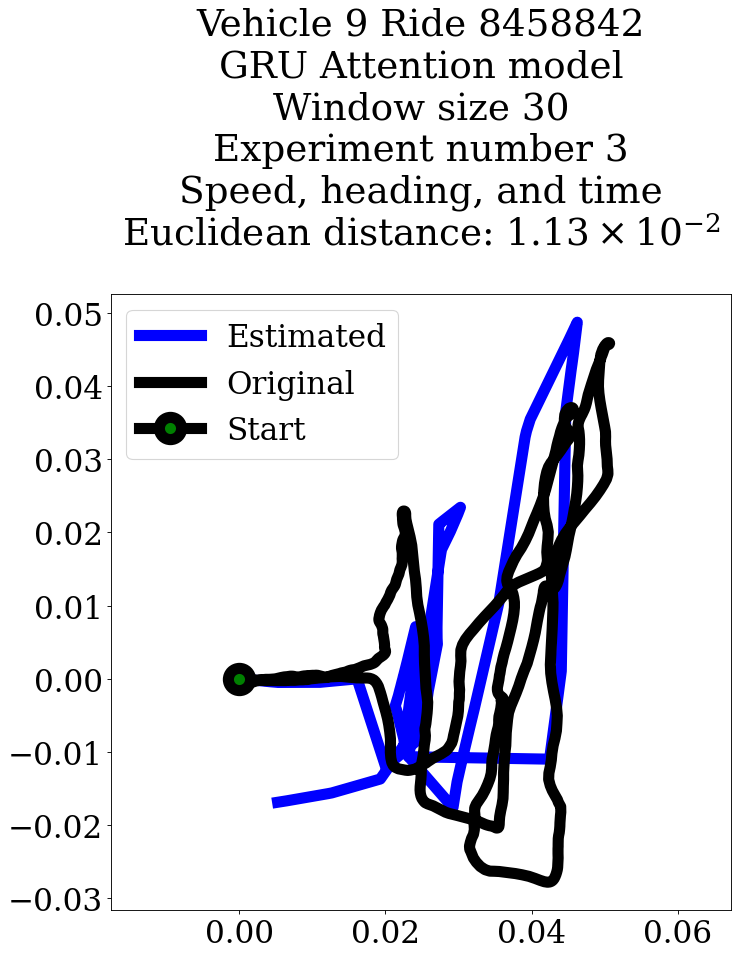 Vehicle 9 Ride 8458842
GRU Attention model
Window size 30
Experiment number 3
Speed, heading, and time
Euclidean distance: 1.13 × 10⁻²
0.05
0.04
0.03
0.02
0.01
0.00
−0.01
−0.02
−0.03
Estimated
Original
Start
0.00 0.02 0.04 0.06